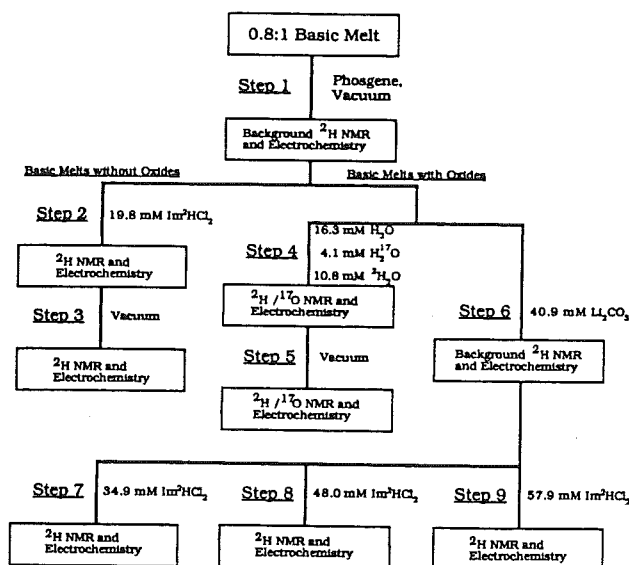 0.8:1 Basic Melt
Step 1
Phosgene,
Vacuum
Background ²H NMR
and Electrochemistry
Basic Melts without Oxides
Basic Melts with Oxides
Step 2
19.8 mM Im²HCl₂
²H NMR and
Electrochemistry
Step 3
Vacuum
²H NMR and
Electrochemistry
Step 4
16.3 mM H₂O
4.1 mM H₂¹⁷O
10.8 mM ²H₂O
²H /¹⁷O NMR and
Electrochemistry
Step 5
Vacuum
²H /¹⁷O NMR and
Electrochemistry
Step 6
40.9 mM Li₂CO₃
Background ²H NMR
and Electrochemistry
Step 7
34.9 mM Im²HCl₂
²H NMR and
Electrochemistry
Step 8
48.0 mM Im²HCl₂
²H NMR and
Electrochemistry
Step 9
57.9 mM Im²HCl₂
²H NMR and
Electrochemistry